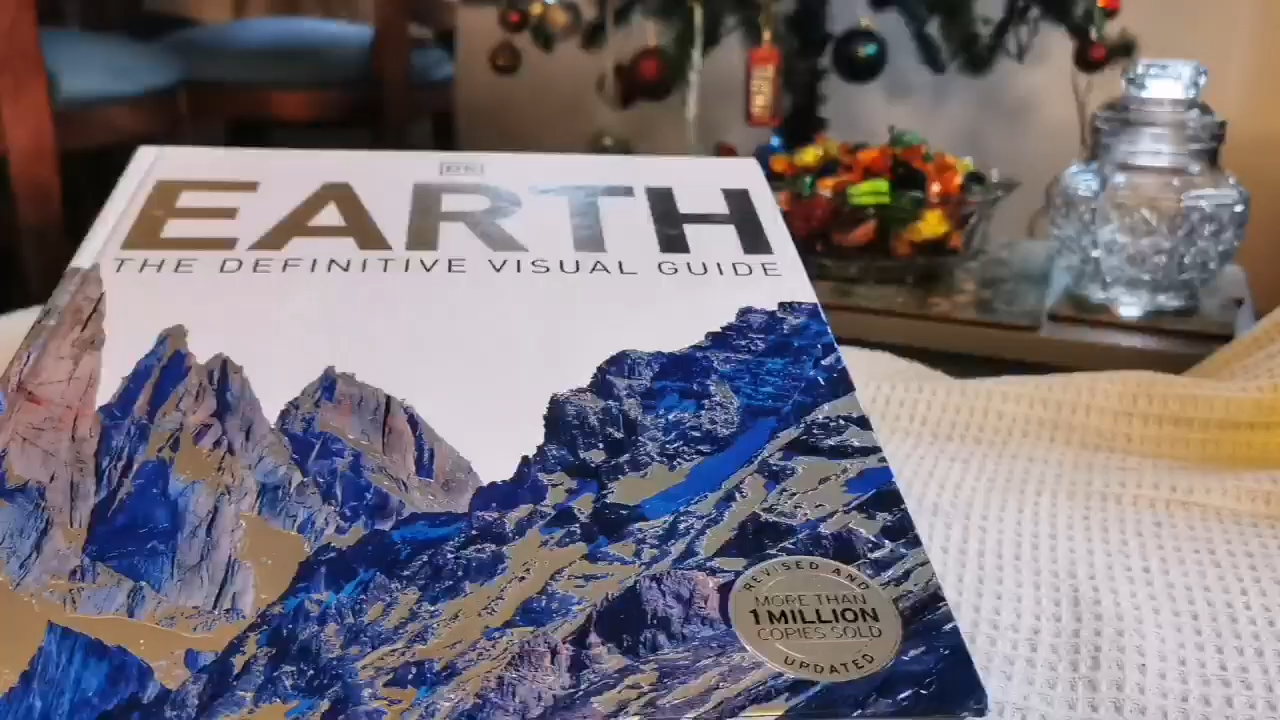 DK
EARTH
THE DEFINITIVE VISUAL GUIDE
REVISED AND
MORE THAN
1 MILLION
COPIES SOLD
UPDATED